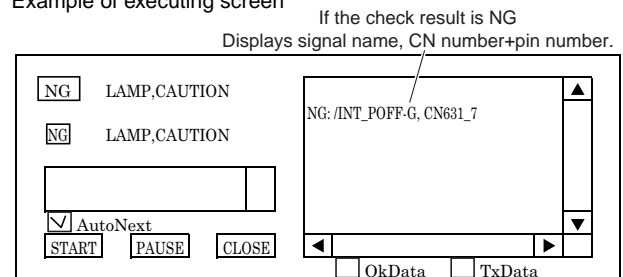 Example of executing screen
If the check result is NG
Displays signal name, CN number+pin number.
NG LAMP,CAUTION
NG LAMP,CAUTION
NG: /INT_POFF-G, CN631_7
AutoNext
START PAUSE CLOSE
OkData TxData